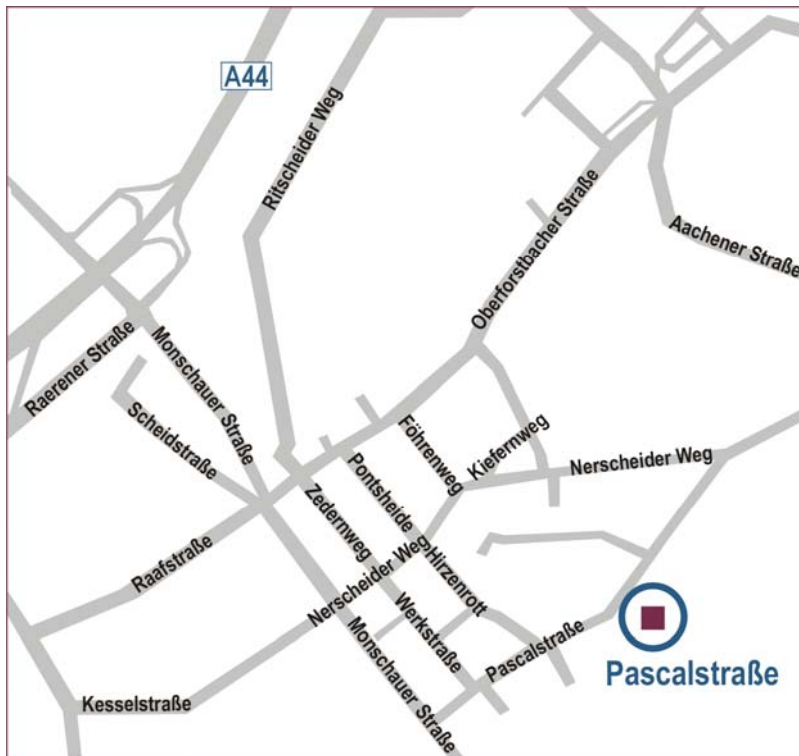 A44
Ritscheider Weg
Oberforstbacher Straße
Aachener Straße
Raerener Straße
Monschauer Straße
Scheidstraße
Föhrenweg
Kiefernweg
Nerscheider Weg
Pontsheide
Zedernweg
Raafstraße
Nerscheider Weg
Hirzenrott
Werkstraße
Monschauer Straße
Pascalstraße
Kesselstraße
Pascalstraße